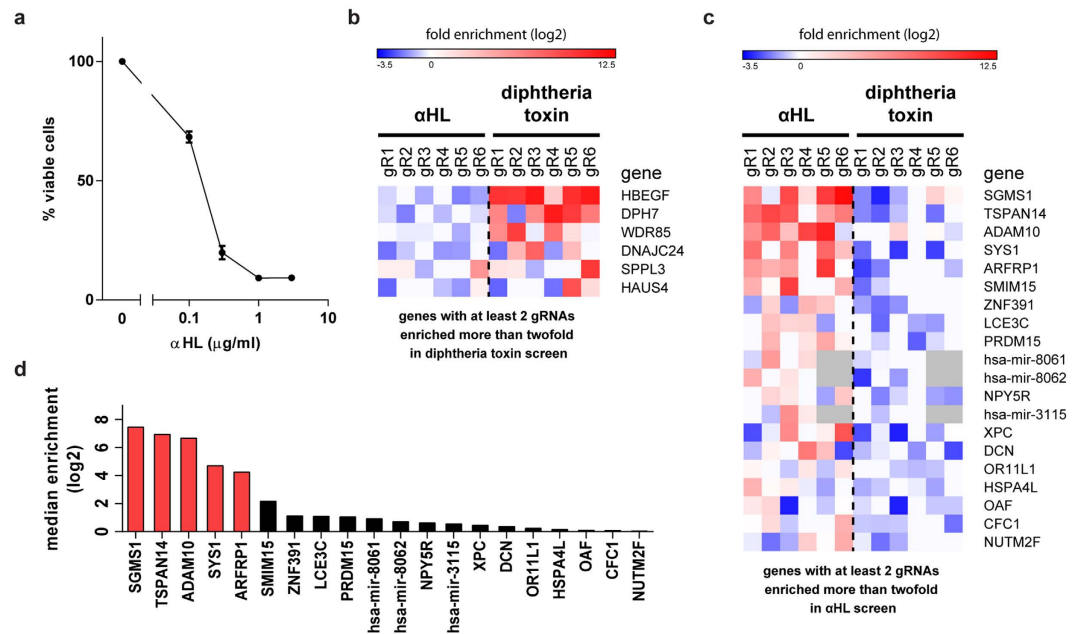 a
% viable cells
100
50
0
0
0.1
1
10
αHL (μg/ml)
b
fold enrichment (log2)
-3.5
0
12.5
αHL
diphtheria
toxin
gR1
gR2
gR3
gR4
gR5
gR6
gR1
gR2
gR3
gR4
gR5
gR6
gene
HBEGF
DPH7
WDR85
DNAJC24
SPPL3
HAUS4
genes with at least 2 gRNAs
enriched more than twofold
in diphtheria toxin screen
c
fold enrichment (log2)
-3.5
0
12.5
αHL
diphtheria
toxin
gR1
gR2
gR3
gR4
gR5
gR6
gR1
gR2
gR3
gR4
gR5
gR6
gene
SGMS1
TSPAN14
ADAM10
SYS1
ARFRP1
SMIM15
ZNF391
LCE3C
PRDM15
hsa-mir-8061
hsa-mir-8062
NPY5R
hsa-mir-3115
XPC
DCN
OR11L1
HSPA4L
OAF
CFC1
NUTM2F
genes with at least 2 gRNAs
enriched more than twofold
in αHL screen
d
median enrichment
(log2)
8
6
4
2
0
SGMS1
TSPAN14
ADAM10
SYS1
ARFRP1
SMIM15
ZNF391
LCE3C
PRDM15
hsa-mir-8061
hsa-mir-8062
NPY5R
hsa-mir-3115
XPC
DCN
OR11L1
HSPA4L
OAF
CFC1
NUTM2F